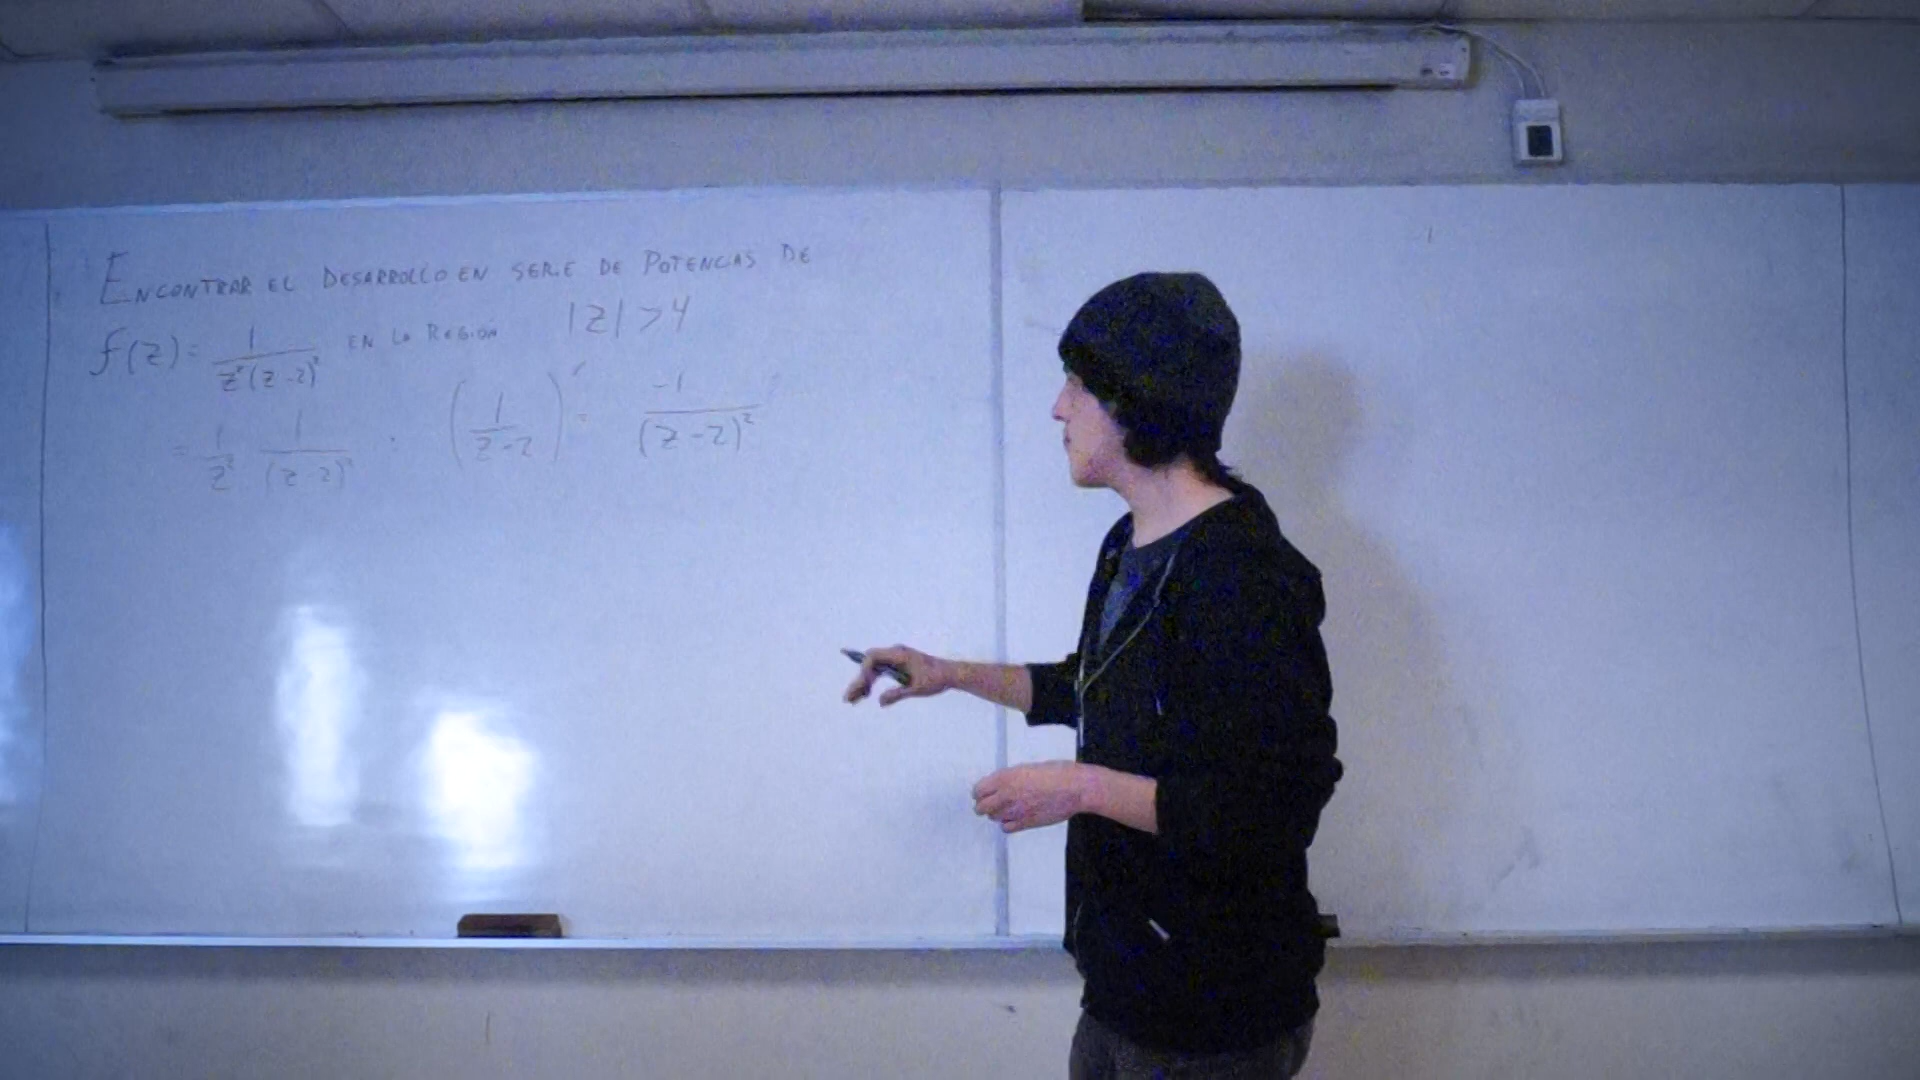 ENCONTRAR EL DESARROLLO EN SERIE DE POTENCIAS DE
f(z) = 1/(z²(z-2)²) EN LA REGIÓN |z| > 4
= 1/z² 1/(z-2)² : (1/(z-2))' = -1/(z-2)²